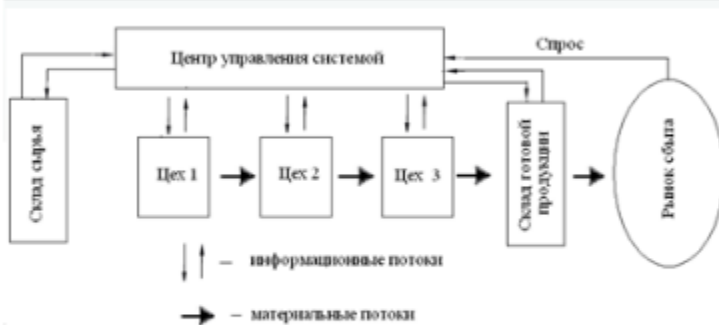 Центр управления системой
Спрос
Склад сырья
Цех 1
Цех 2
Цех 3
Склад готовой
продукции
Рынок сбыта
– информационные потоки
– материальные потоки